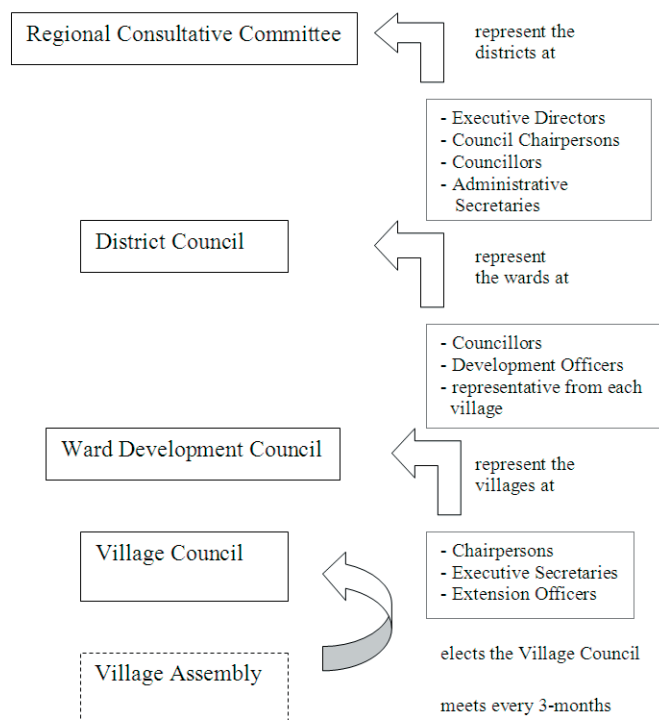 Regional Consultative Committee
represent the
districts at
- Executive Directors
- Council Chairpersons
- Councillors
- Administrative
Secretaries
District Council
represent
the wards at
- Councillors
- Development Officers
- representative from each
village
Ward Development Council
represent the
villages at
Village Council
- Chairpersons
- Executive Secretaries
- Extension Officers
Village Assembly
elects the Village Council
meets every 3-months